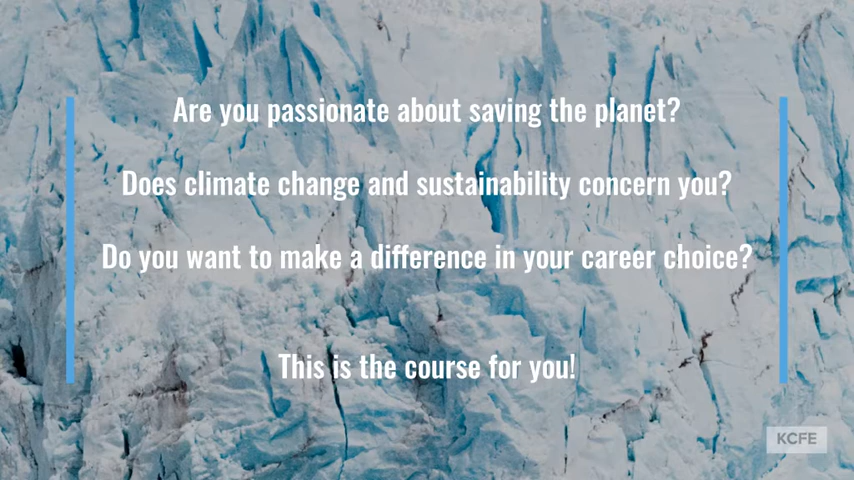 Are you passionate about saving the planet?
Does climate change and sustainability concern you?
Do you want to make a difference in your career choice?
This is the course for you!
KCFE